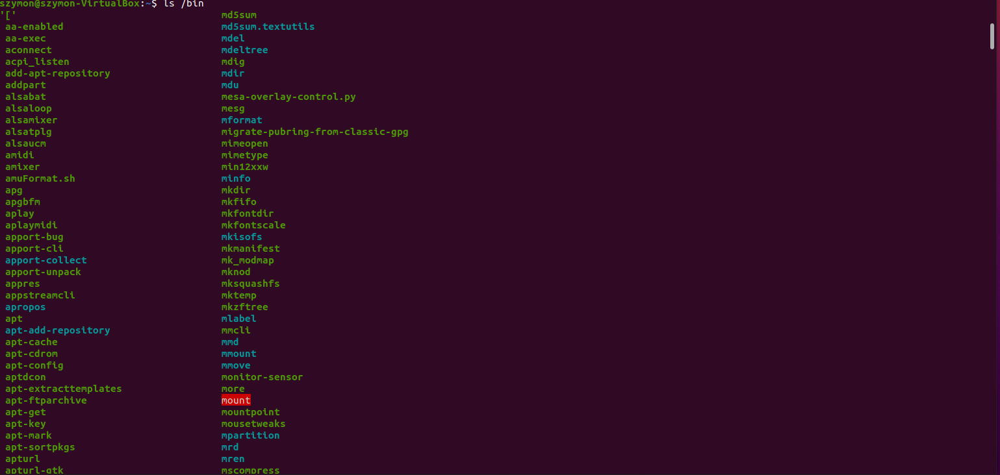 szymon@szymon-VirtualBox:~$ ls /bin
'[' md5sum
aa-enabled md5sum.textutils
aa-exec mdel
aconnect mdeltree
acpi_listen mdig
add-apt-repository mdir
addpart mdu
alsabat mesa-overlay-control.py
alsaloop mesg
alsamixer mformat
alsatplg migrate-pubring-from-classic-gpg
alsaucm mimeopen
amidi mimetype
amixer min12xxw
amuFormat.sh minfo
apg mkdir
apgbfm mkfifo
aplay mkfontdir
aplaymidi mkfontscale
apport-bug mkisofs
apport-cli mkmanifest
apport-collect mk_modmap
apport-unpack mknod
appres mksquashfs
appstreamcli mktemp
apropos mkzftree
apt mlabel
apt-add-repository mmcli
apt-cache mmd
apt-cdrom mmount
apt-config mmove
aptdcon monitor-sensor
apt-extracttemplates more
apt-ftparchive mount
apt-get mountpoint
apt-key mousetweaks
apt-mark mpartition
apt-sortpkgs mrd
apturl mren
apturl-gtk mscompress